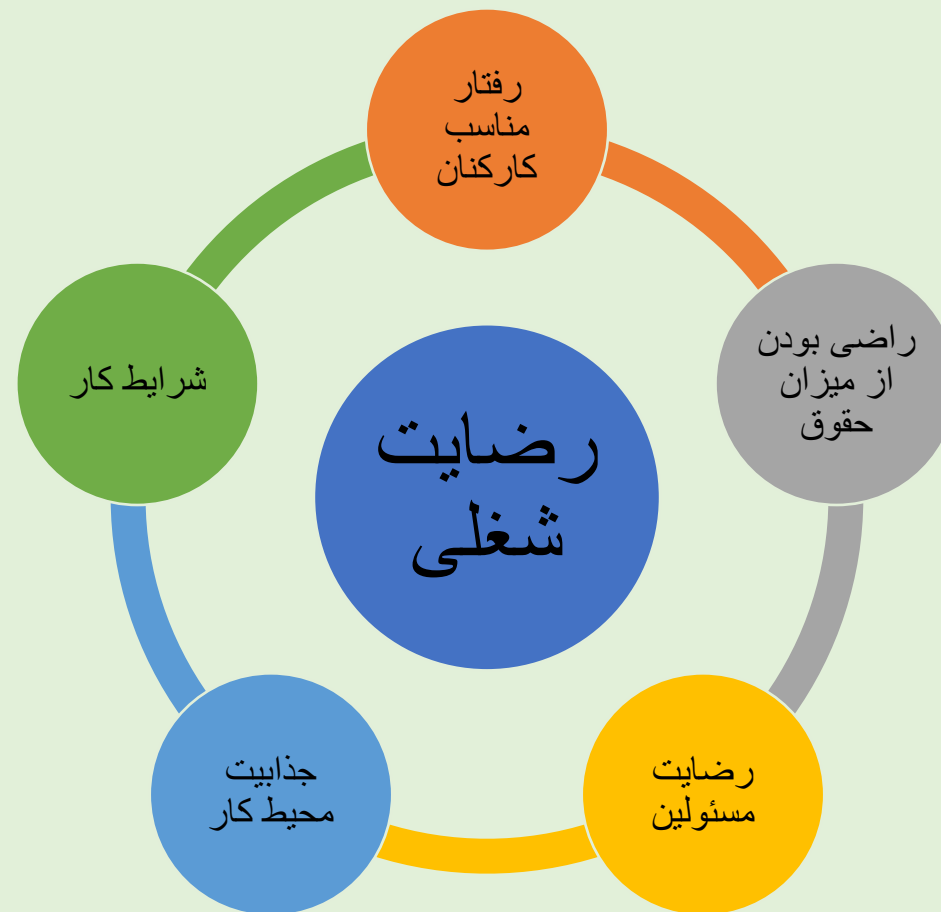 رفتار
مناسب
کارکنان
راضی بودن
از میزان
حقوق
رضایت
مسئولین
جذابیت
محیط کار
شرایط کار
رضایت
شغلی